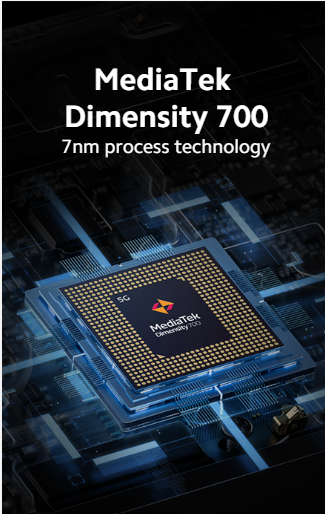 MediaTek
Dimensity 700
7nm process technology
5G
MediaTek
Dimensity 700